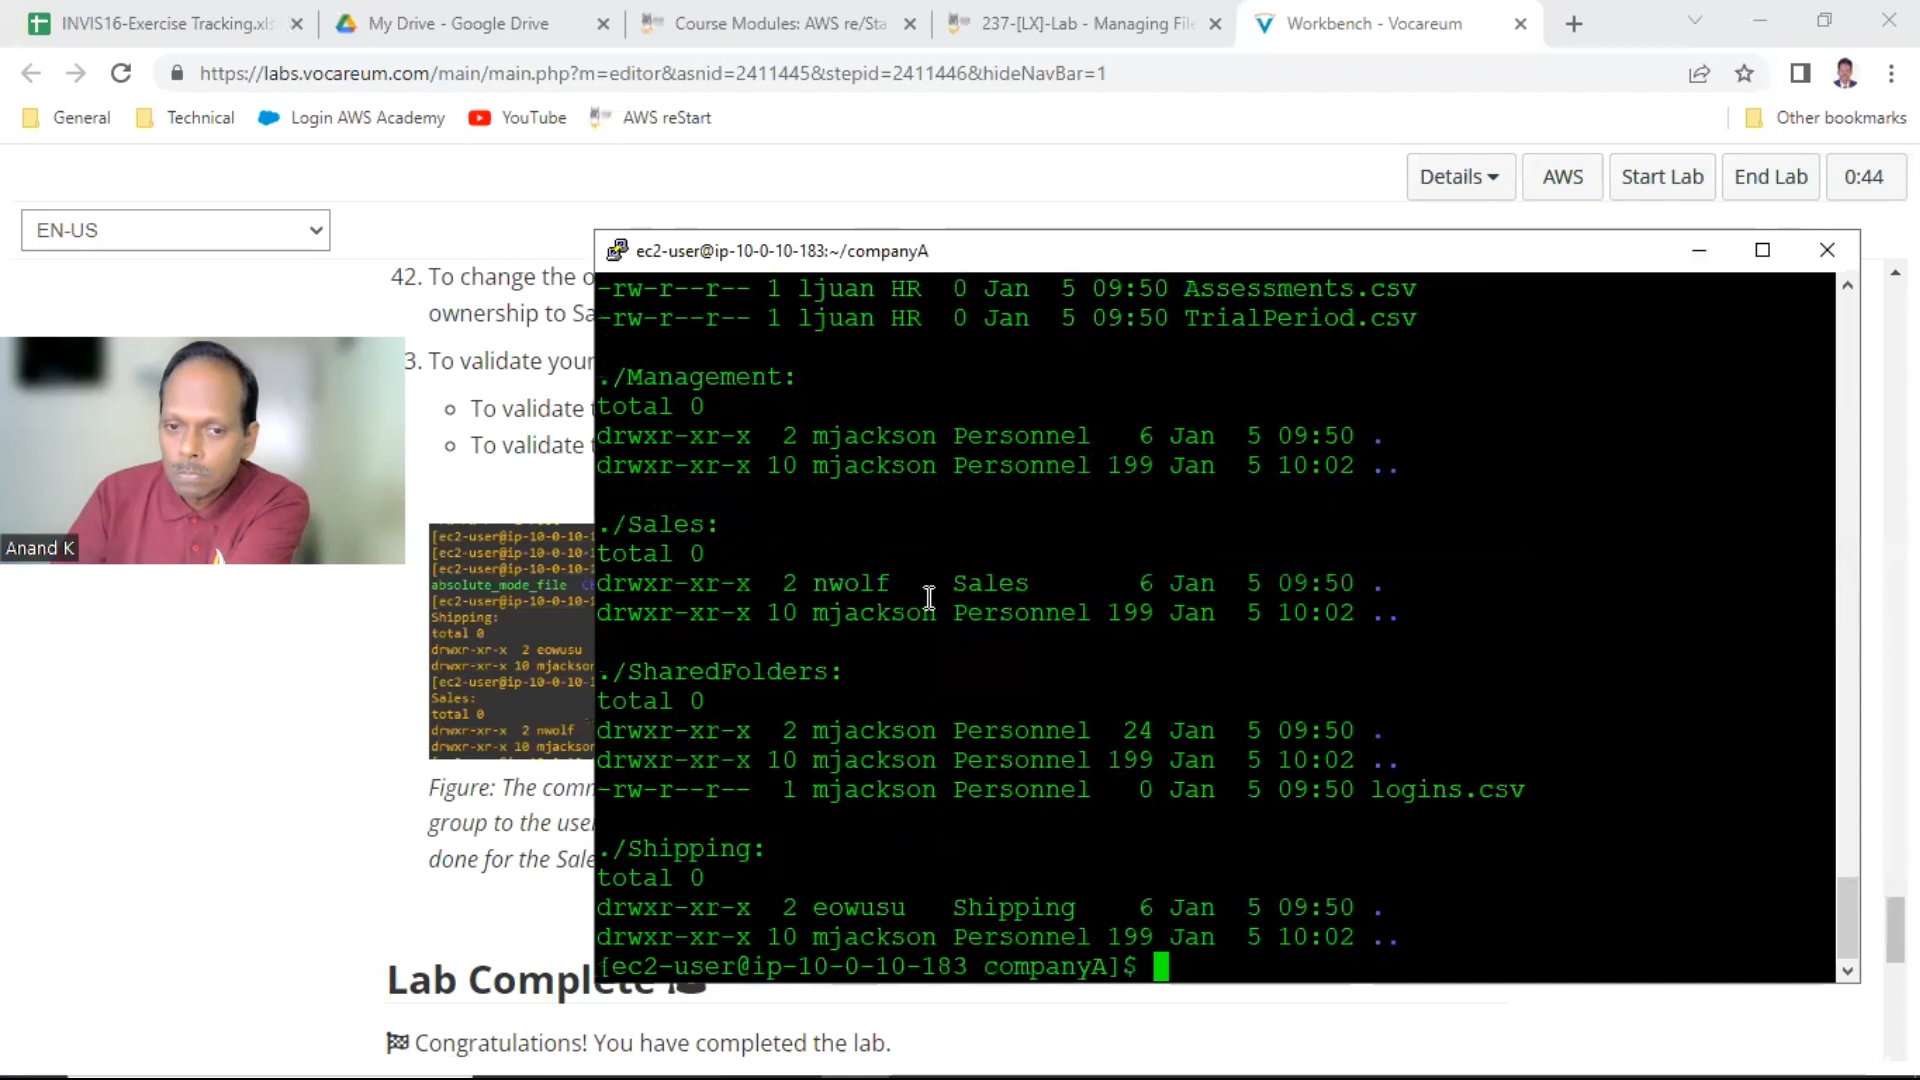 INVIS16-Exercise Tracking.xls
My Drive - Google Drive
Course Modules: AWS re/Sta
237-[LX]-Lab - Managing File
Workbench - Vocareum
https://labs.vocareum.com/main/main.php?m=editor&asnid=2411445&stepid=2411446&hideNavBar=1
General
Technical
Login AWS Academy
YouTube
AWS reStart
Other bookmarks
Details
AWS
Start Lab
End Lab
0:44
EN-US
42. To change the o
ownership to Sa
3. To validate your
To validate t
To validate t
Anand K
[ec2-user@ip-10-0-10-1
[ec2-user@ip-10-0-10-1
[ec2-user@ip-10-0-10-1
absolute_mode_file
[ec2-user@ip-10-0-10-1
Shipping:
total 0
drwxr-xr-x 2 eowusu
drwxr-xr-x 10 mjackson
[ec2-user@ip-10-0-10-1
Sales:
total 0
drwxr-xr-x 2 nwolf
drwxr-xr-x 10 mjackson
Figure: The comm
group to the use
done for the Sale
Lab Complete
Congratulations! You have completed the lab.
ec2-user@ip-10-0-10-183:~/companyA
-rw-r--r-- 1 ljuan HR 0 Jan 5 09:50 Assessments.csv
-rw-r--r-- 1 ljuan HR 0 Jan 5 09:50 TrialPeriod.csv
./Management:
total 0
drwxr-xr-x 2 mjackson Personnel 6 Jan 5 09:50 .
drwxr-xr-x 10 mjackson Personnel 199 Jan 5 10:02 ..
./Sales:
total 0
drwxr-xr-x 2 nwolf Sales 6 Jan 5 09:50 .
drwxr-xr-x 10 mjackson Personnel 199 Jan 5 10:02 ..
./SharedFolders:
total 0
drwxr-xr-x 2 mjackson Personnel 24 Jan 5 09:50 .
drwxr-xr-x 10 mjackson Personnel 199 Jan 5 10:02 ..
-rw-r--r-- 1 mjackson Personnel 0 Jan 5 09:50 logins.csv
./Shipping:
total 0
drwxr-xr-x 2 eowusu Shipping 6 Jan 5 09:50 .
drwxr-xr-x 10 mjackson Personnel 199 Jan 5 10:02 ..
[ec2-user@ip-10-0-10-183 companyA]$